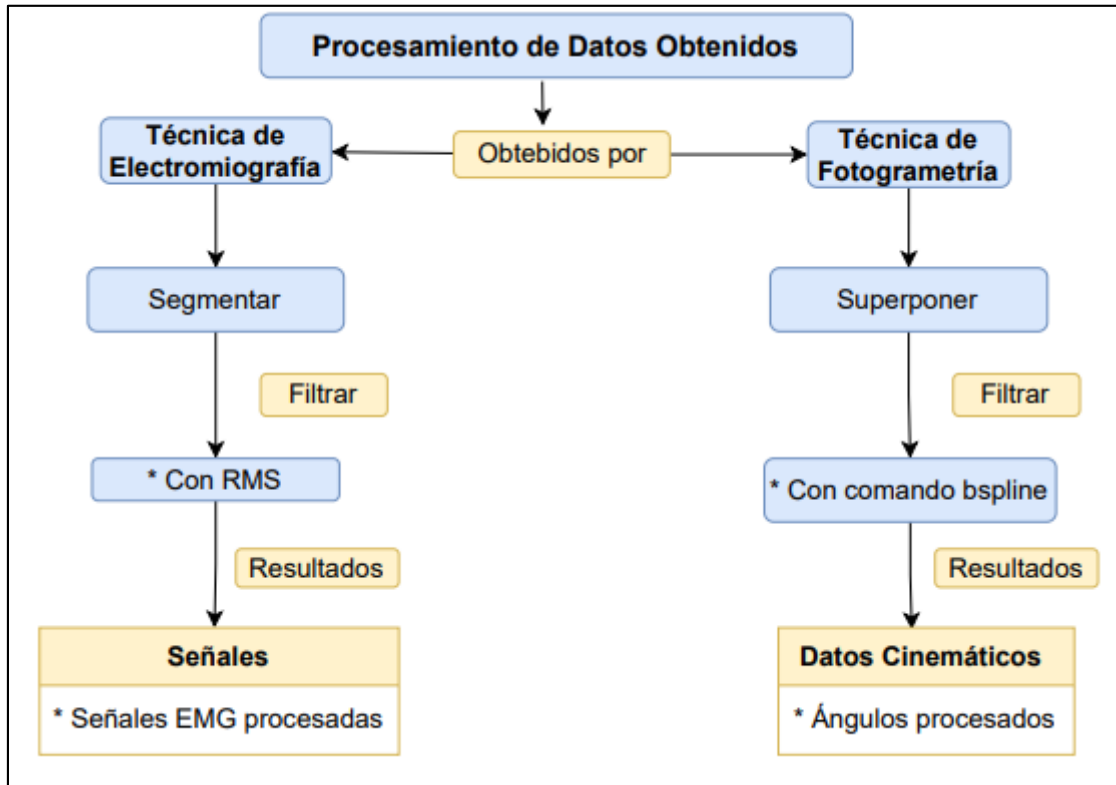 Procesamiento de Datos Obtenidos
Técnica de
Electromiografía
Obtebidos por
Técnica de
Fotogrametría
Segmentar
Superponer
Filtrar
Filtrar
* Con RMS
* Con comando bspline
Resultados
Resultados
Señales
* Señales EMG procesadas
Datos Cinemáticos
* Ángulos procesados